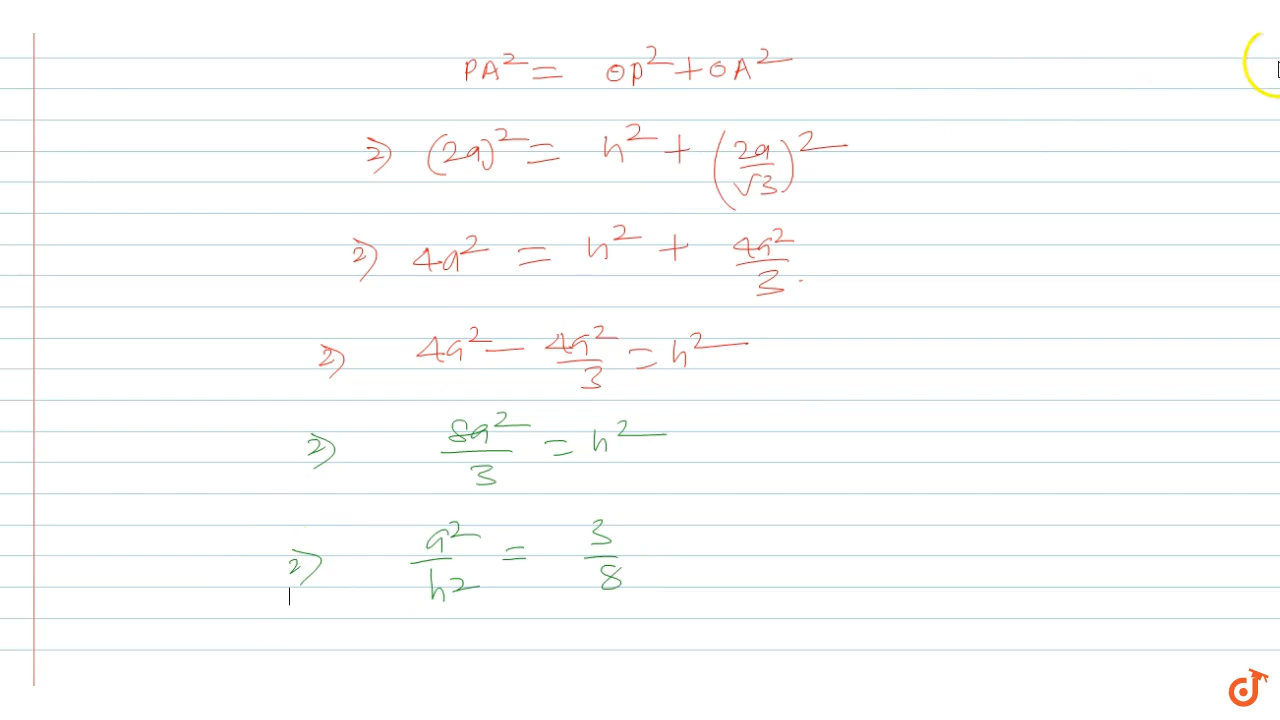 PA² = OP² + OA²
⇒ (2a)² = h² + (2a/√3)²
⇒ 4a² = h² + 4a²/3
⇒ 4a² - 4a²/3 = h²
⇒ 8a²/3 = h²
⇒ a²/h² = 3/8